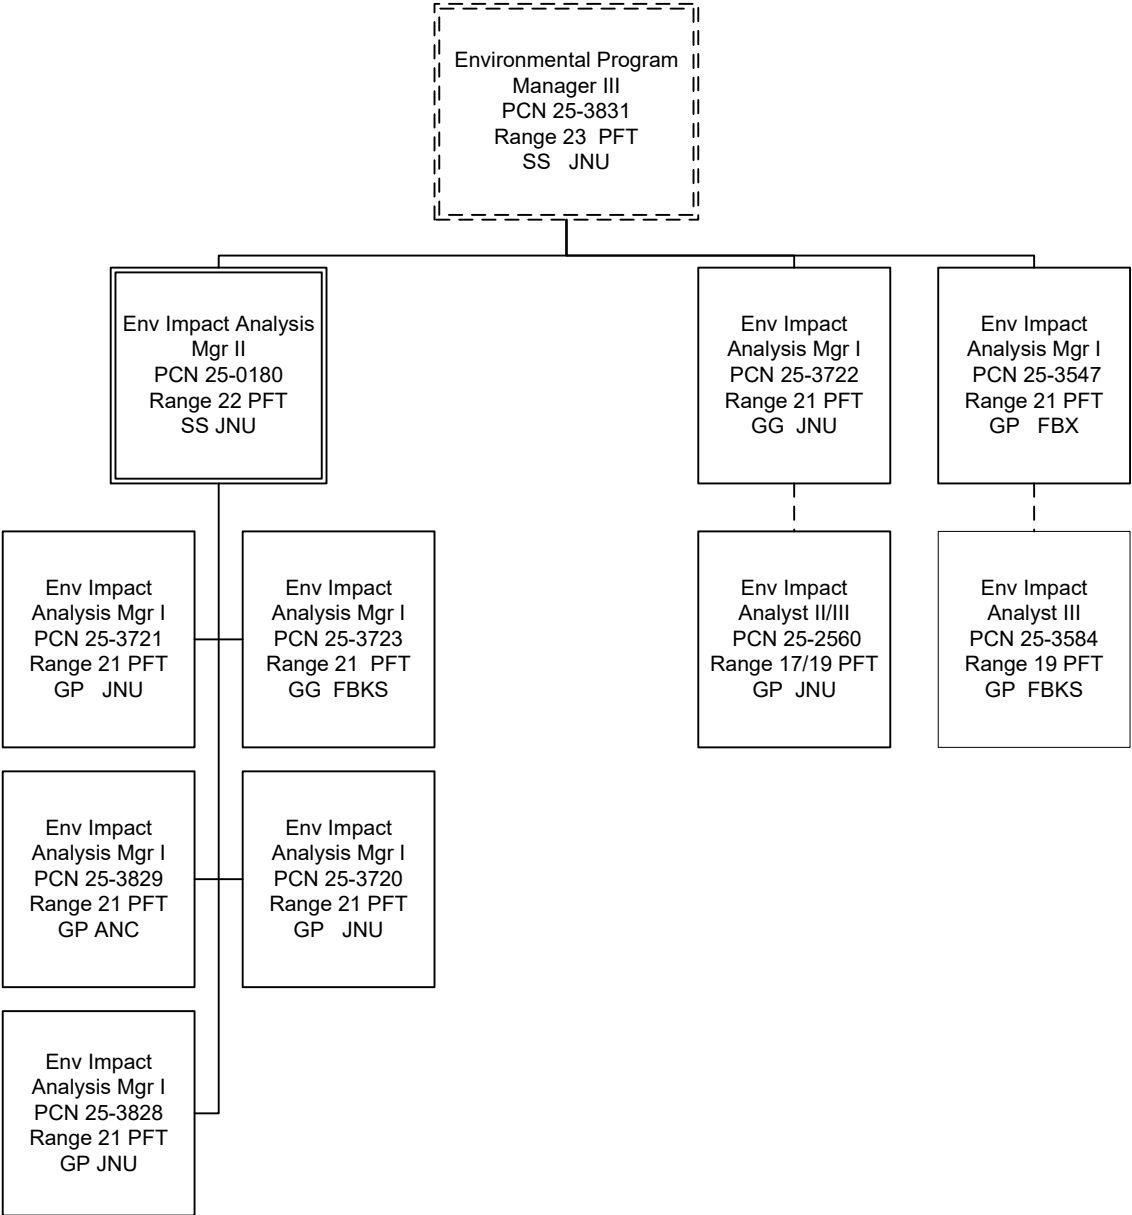 Environmental Program
Manager III
PCN 25-3831
Range 23 PFT
SS JNU
Env Impact Analysis
Mgr II
PCN 25-0180
Range 22 PFT
SS JNU
Env Impact
Analysis Mgr I
PCN 25-3722
Range 21 PFT
GG JNU
Env Impact
Analysis Mgr I
PCN 25-3547
Range 21 PFT
GP FBX
Env Impact
Analysis Mgr I
PCN 25-3721
Range 21 PFT
GP JNU
Env Impact
Analysis Mgr I
PCN 25-3723
Range 21 PFT
GG FBKS
Env Impact
Analyst II/III
PCN 25-2560
Range 17/19 PFT
GP JNU
Env Impact
Analyst III
PCN 25-3584
Range 19 PFT
GP FBKS
Env Impact
Analysis Mgr I
PCN 25-3829
Range 21 PFT
GP ANC
Env Impact
Analysis Mgr I
PCN 25-3720
Range 21 PFT
GP JNU
Env Impact
Analysis Mgr I
PCN 25-3828
Range 21 PFT
GP JNU